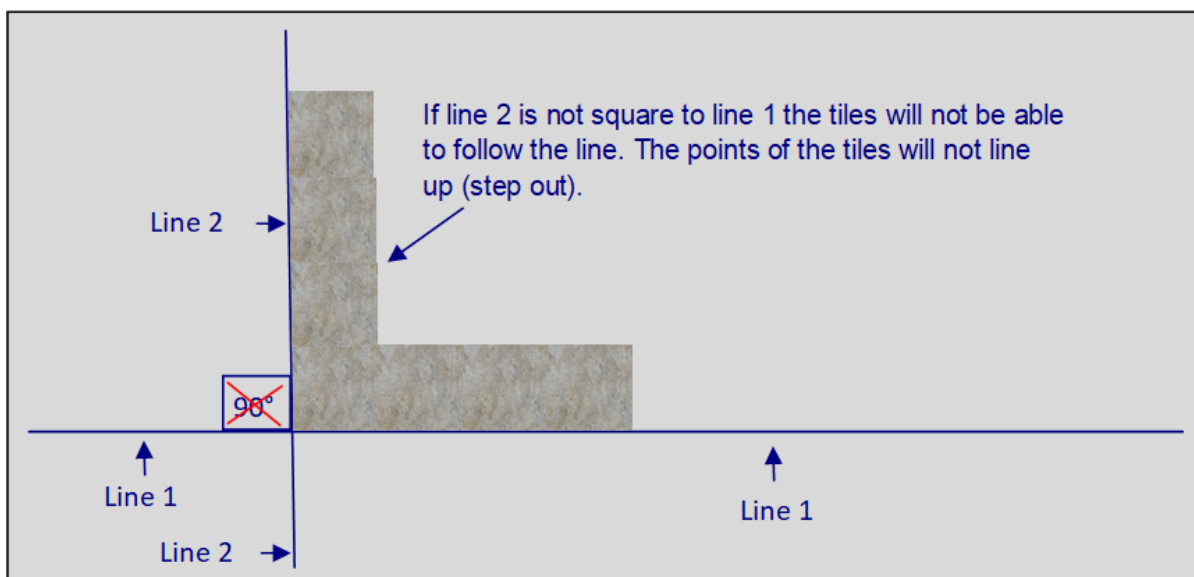 If line 2 is not square to line 1 the tiles will not be able
to follow the line. The points of the tiles will not line
up (step out).
Line 2
90°
Line 1
Line 1
Line 2